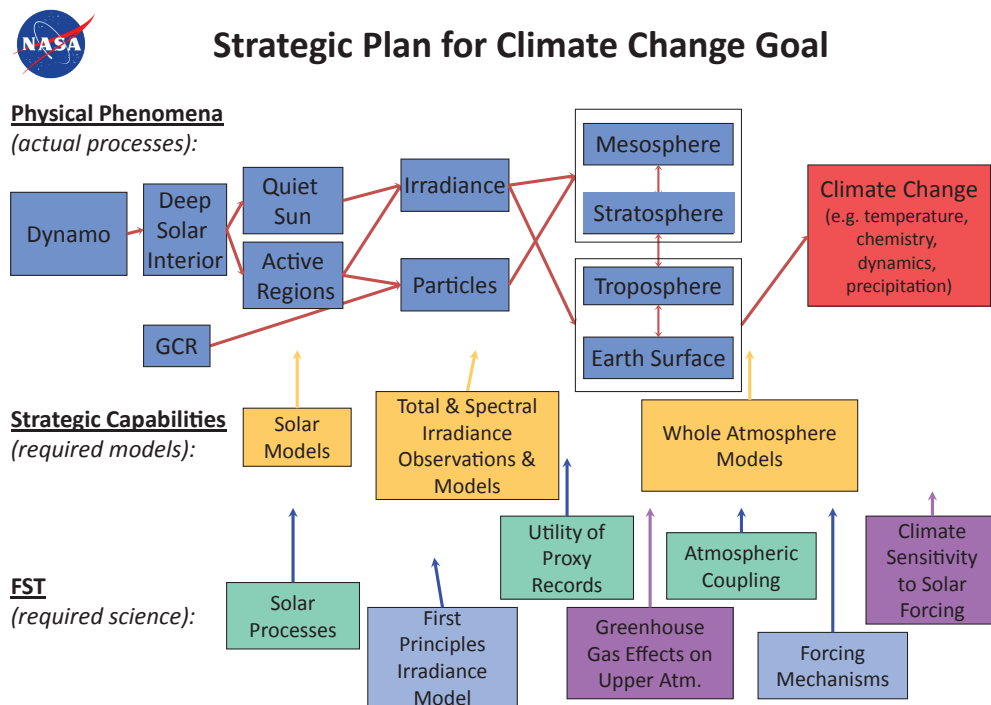 NASA
Strategic Plan for Climate Change Goal
Physical Phenomena
(actual processes):
Dynamo
Deep
Solar
Interior
Quiet
Sun
Active
Regions
GCR
Irradiance
Particles
Mesosphere
Stratosphere
Troposphere
Earth Surface
Climate Change
(e.g. temperature,
chemistry,
dynamics,
precipitation)
Strategic Capabilities
(required models):
Solar
Models
Total & Spectral
Irradiance
Observations &
Models
Whole Atmosphere
Models
FST
(required science):
Solar
Processes
First
Principles
Irradiance
Model
Utility of
Proxy
Records
Greenhouse
Gas Effects on
Upper Atm.
Atmospheric
Coupling
Forcing
Mechanisms
Climate
Sensitivity
to Solar
Forcing